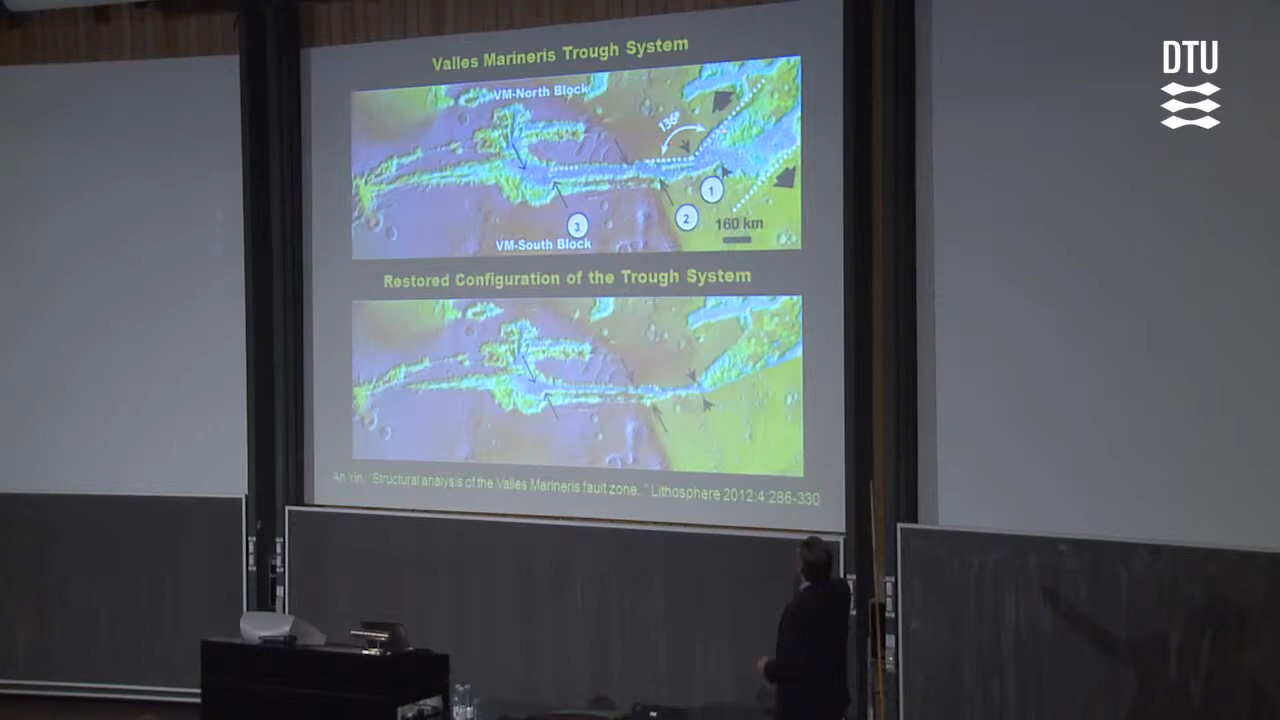 DTU
Valles Marineris Trough System
VM-North Block
136°
1
2
3
160 km
VM-South Block
Restored Configuration of the Trough System
An Yin, "Structural analysis of the Valles Marineris fault zone.." Lithosphere 2012;4:286-330